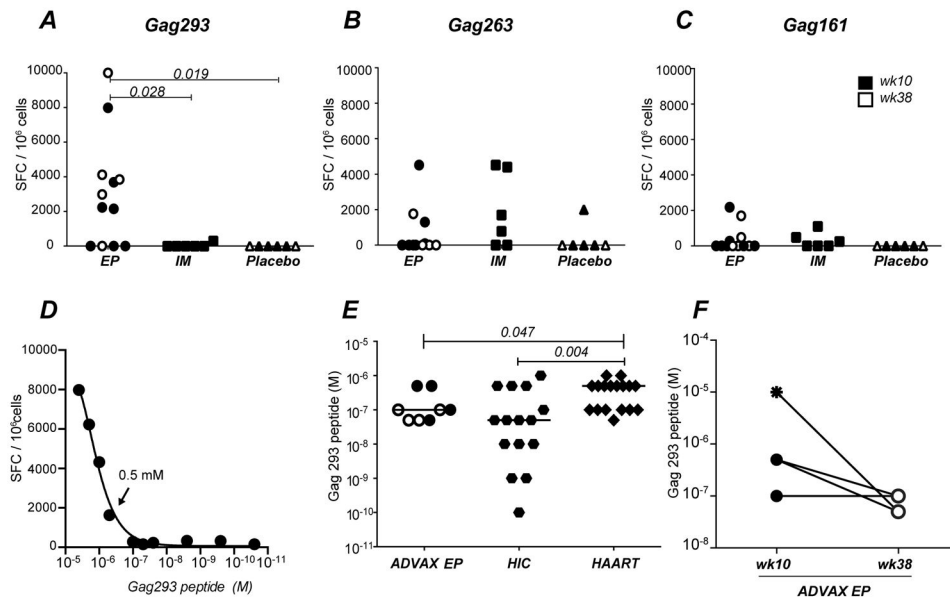 A
Gag293
SFC / 10⁶ cells
10000
8000
6000
4000
2000
0
0.019
0.028
EP
IM
Placebo
B
Gag263
SFC / 10⁶ cells
10000
8000
6000
4000
2000
0
EP
IM
Placebo
C
Gag161
SFC / 10⁶ cells
10000
8000
6000
4000
2000
0
wk10
wk38
EP
IM
Placebo
D
SFC / 10⁶cells
10000
8000
6000
4000
2000
0
0.5 mM
10⁻⁵ 10⁻⁶ 10⁻⁷ 10⁻⁸ 10⁻⁹ 10⁻¹⁰ 10⁻¹¹
Gag293 peptide (M)
E
Gag 293 peptide (M)
10⁻⁵
10⁻⁶
10⁻⁷
10⁻⁸
10⁻⁹
10⁻¹⁰
10⁻¹¹
0.047
0.004
ADVAX EP
HIC
HAART
F
Gag 293 peptide (M)
10⁻⁴
10⁻⁵
10⁻⁶
10⁻⁷
10⁻⁸
wk10
wk38
ADVAX EP